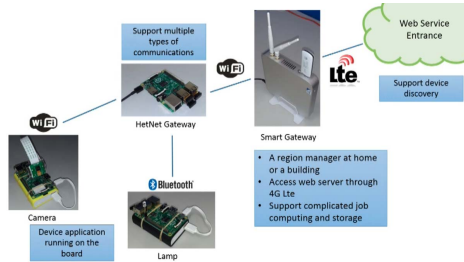 Support multiple
types of
communications
Web Service
Entrance
WiFi
Lte
Support device
discovery
HetNet Gateway
WiFi
Smart Gateway
• A region manager at home
or a building
• Access web server through
4G Lte
• Support complicated job
computing and storage
Bluetooth
Camera
Device application
running on the
board
Lamp